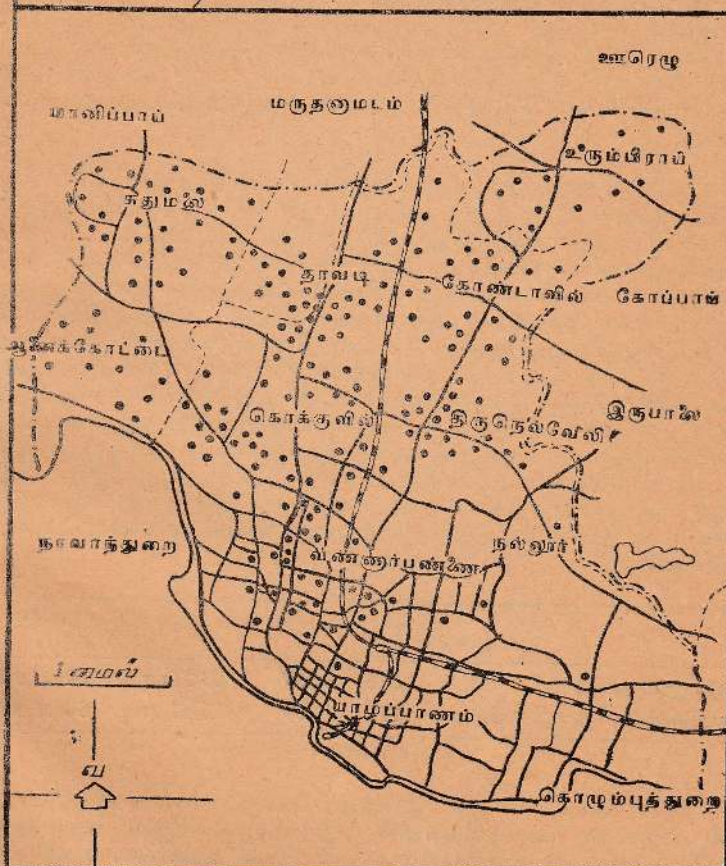 ஊரெழு
மருதனாமடம்
மானிப்பாய்
உரும்பிராய்
சுதுமலை
தாவடி
கோண்டாவில்
கோப்பாய்
ஆனைக்கோட்டை
இருபாலை
கொக்குவில்
திருநெல்வேலி
நாவாந்துறை
நல்லூர்
வண்ணார்பண்ணை
1 மைல்
யாழ்ப்பாணம்
வ
கொழும்புத்துறை